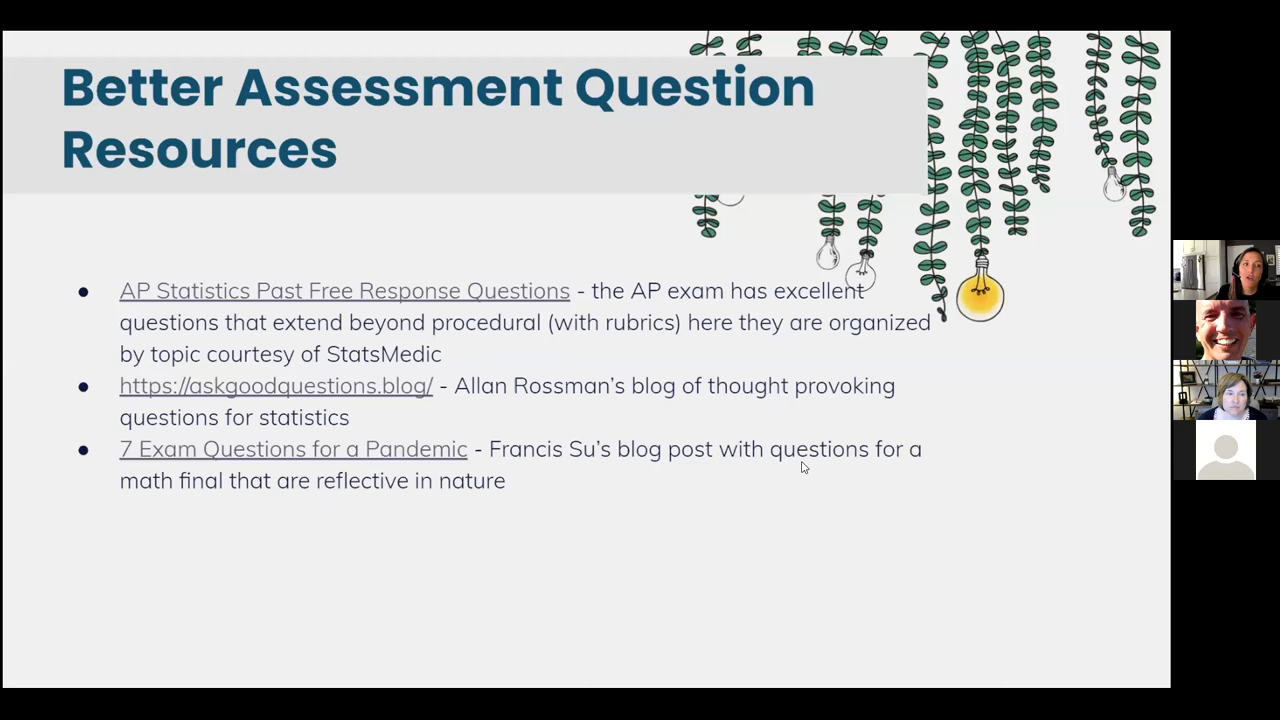 Better Assessment Question
Resources
● AP Statistics Past Free Response Questions - the AP exam has excellent
questions that extend beyond procedural (with rubrics) here they are organized
by topic courtesy of StatsMedic
● https://askgoodquestions.blog/ - Allan Rossman’s blog of thought provoking
questions for statistics
● 7 Exam Questions for a Pandemic - Francis Su’s blog post with questions for a
math final that are reflective in nature